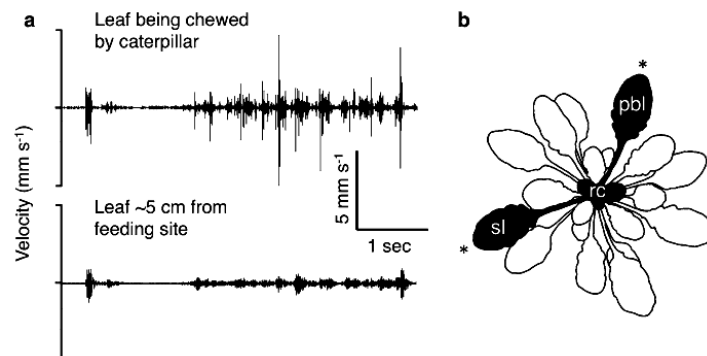 a
Leaf being chewed
by caterpillar
Velocity (mm s⁻¹)
5 mm s⁻¹
1 sec
Leaf ~5 cm from
feeding site
b
*
pbl
rc
sl
*